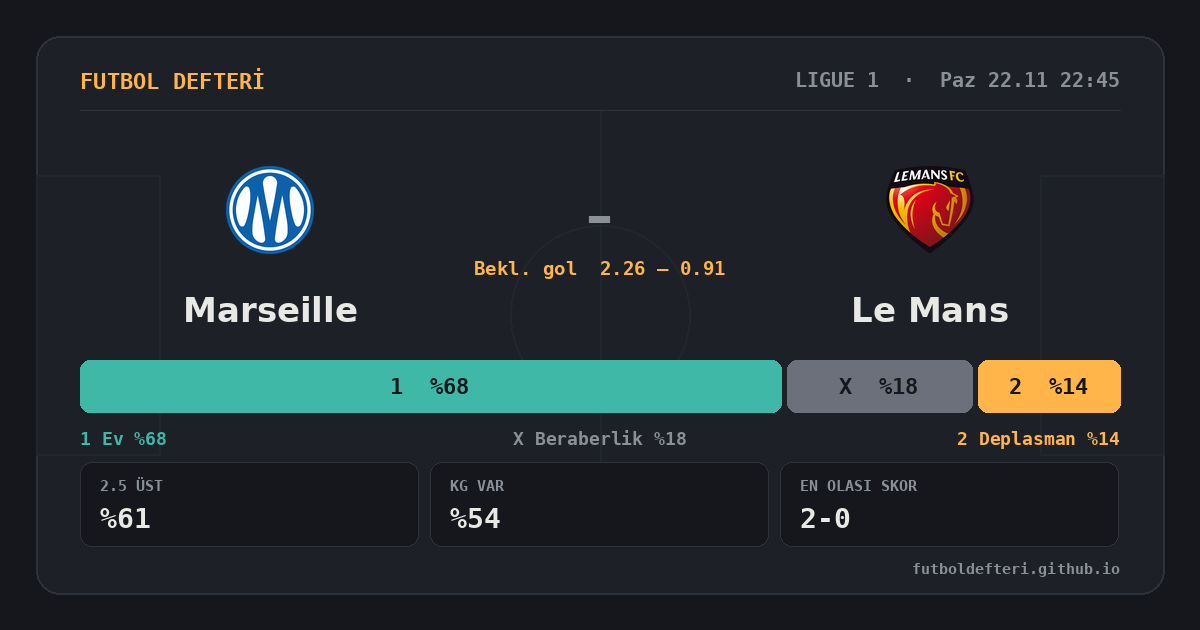 FUTBOL DEFTERİ
LIGUE 1 · Paz 22.11 22:45
LEMANS FC
–
Bekl. gol 2.26 – 0.91
Marseille
Le Mans
1 %68
X %18
2 %14
1 Ev %68
X Beraberlik %18
2 Deplasman %14
2.5 ÜST
%61
KG VAR
%54
EN OLASI SKOR
2-0
futboldefteri.github.io